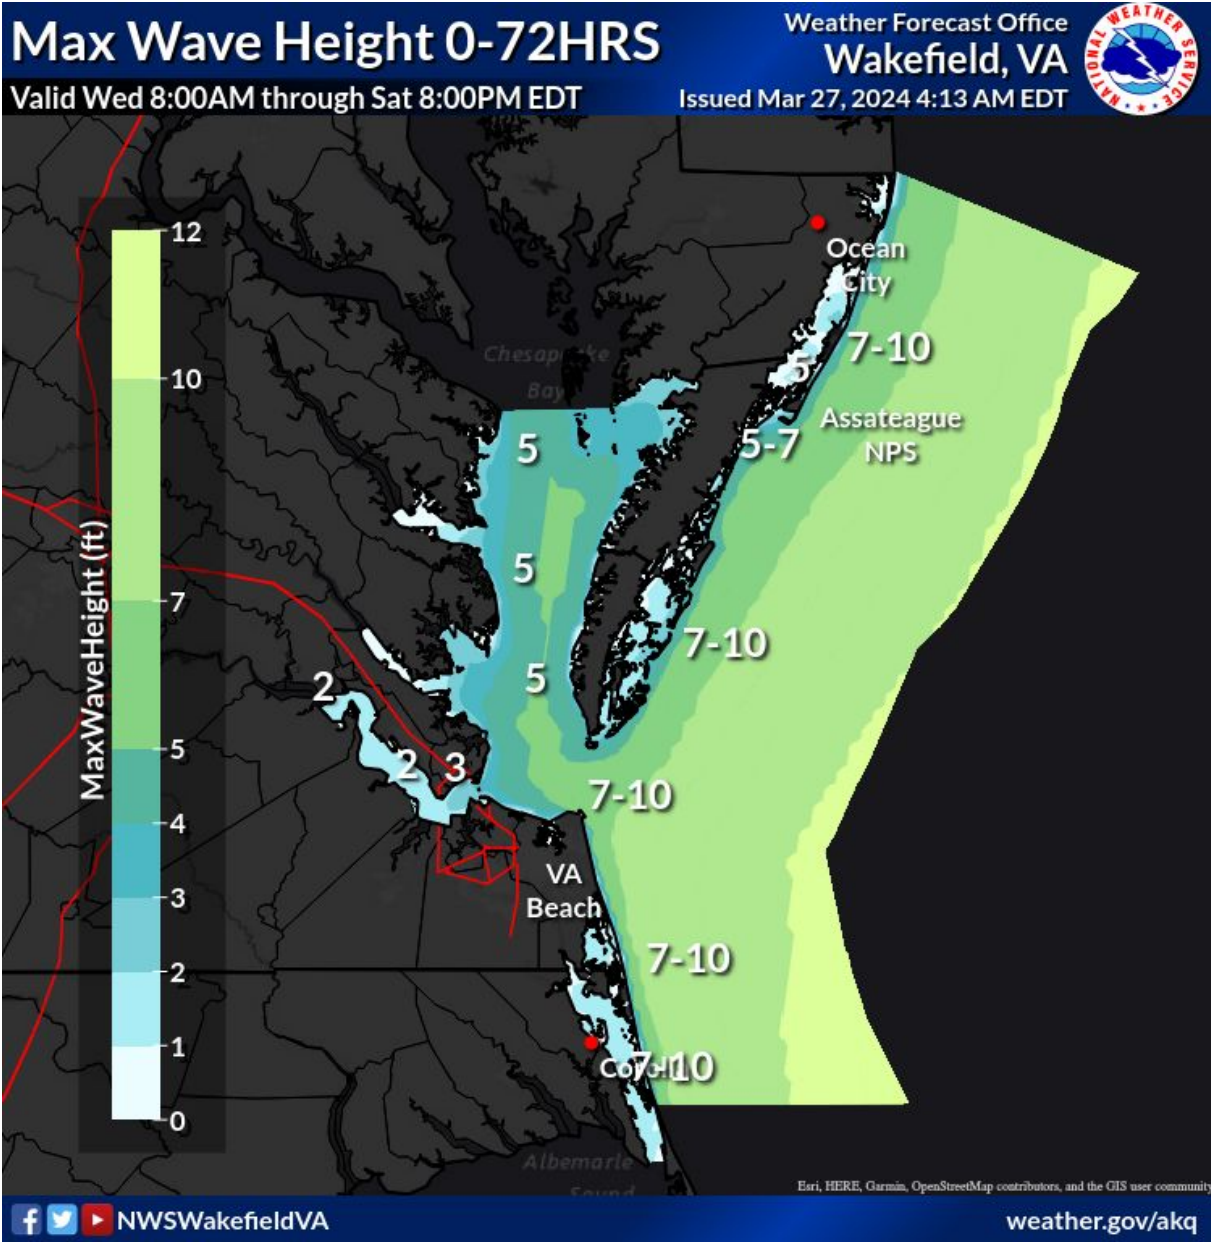 Max Wave Height 0-72HRS
Valid Wed 8:00AM through Sat 8:00PM EDT
Weather Forecast Office
Wakefield, VA
Issued Mar 27, 2024 4:13 AM EDT
NATIONAL WEATHER SERVICE
Ocean
City
7-10
5
Assateague
NPS
5-7
Chesapeake
Bay
5
5
5
7-10
2
2
3
7-10
VA
Beach
7-10
7-10
Corolla
Albemarle
Sound
MaxWaveHeight (ft)
12
10
7
5
4
3
2
1
0
Esri, HERE, Garmin, OpenStreetMap contributors, and the GIS user community
NWSWakefieldVA
weather.gov/akq